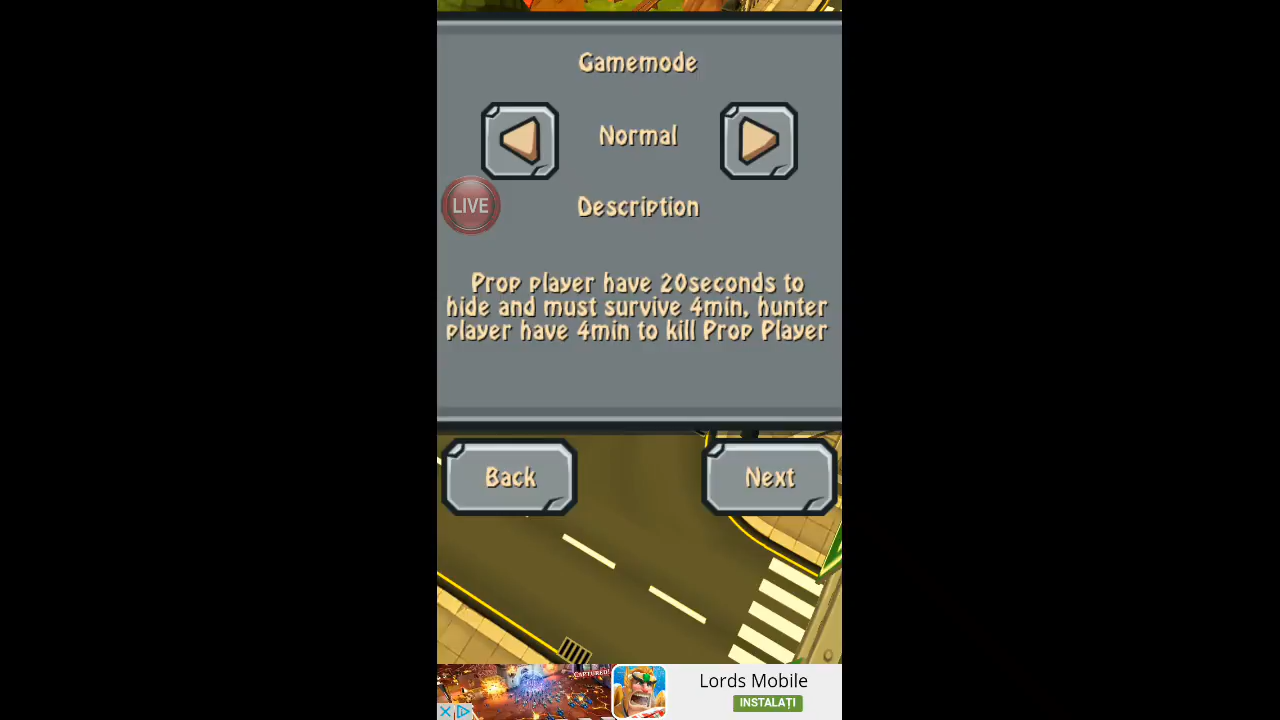 Gamemode
Normal
LIVE
Description
Prop player have 20seconds to
hide and must survive 4min, hunter
player have 4min to kill Prop Player
Back
Next
CAPTURED!
Lords Mobile
INSTALAȚI